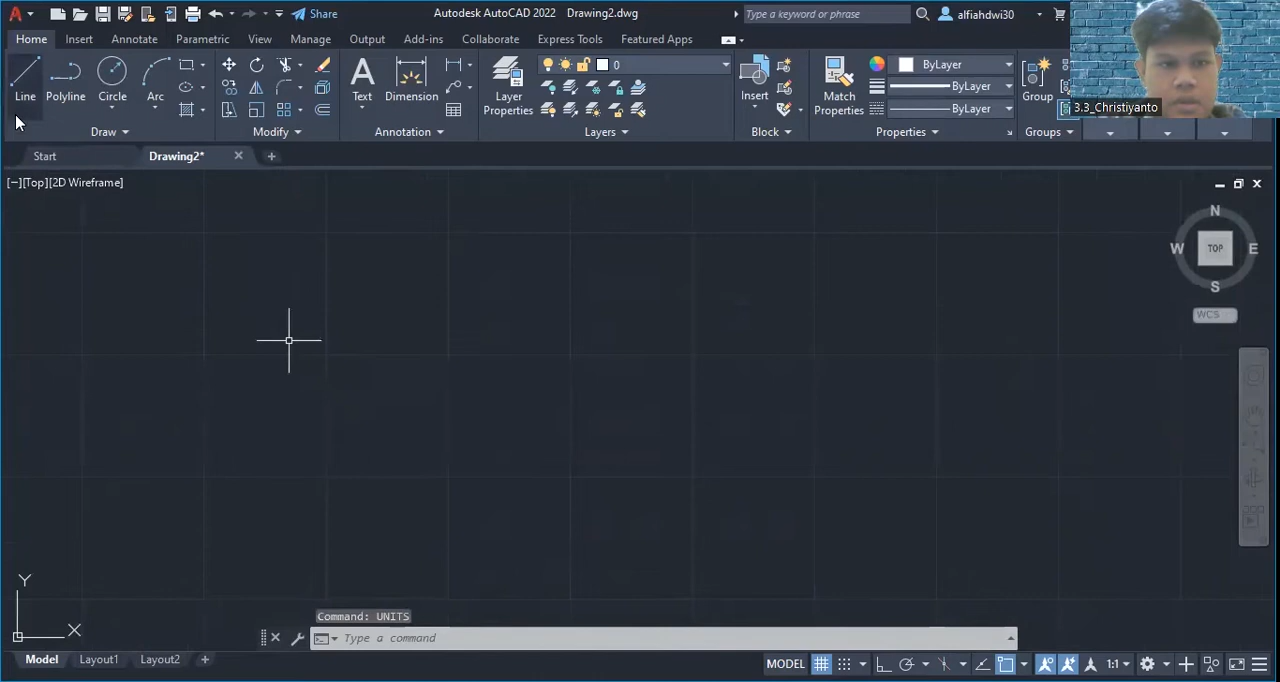 Share
Autodesk AutoCAD 2022 Drawing2.dwg
Type a keyword or phrase
alfiahdwi30
Home Insert Annotate Parametric View Manage Output Add-ins Collaborate Express Tools Featured Apps
Line Polyline Circle Arc
Text Dimension
Layer Properties
0
Insert
Match Properties
ByLayer
ByLayer
ByLayer
Group
3.3_Christiyanto
Draw Modify Annotation Layers Block Properties Groups
Start Drawing2*
[−][Top][2D Wireframe]
N
W TOP E
S
WCS
Y
X
Command: UNITS
Type a command
Model Layout1 Layout2
MODEL 1:1